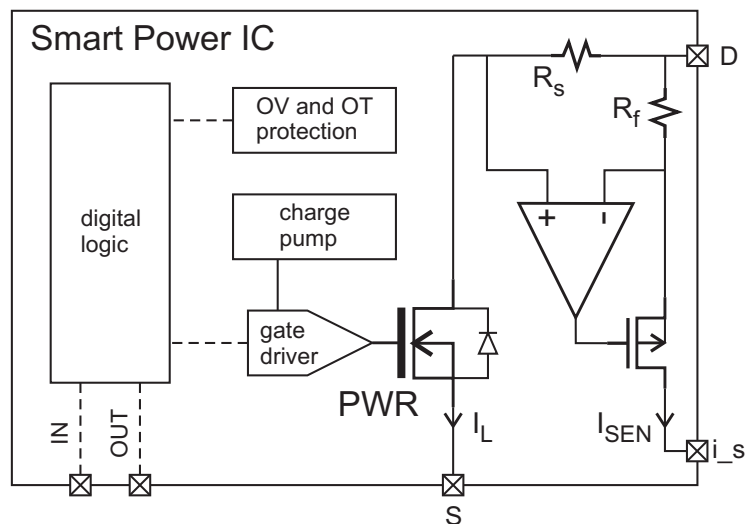 Smart Power IC
OV and OT
protection
digital
logic
charge
pump
gate
driver
PWR
IN
OUT
R_s
R_f
D
+
-
I_L
I_SEN
i_s
S